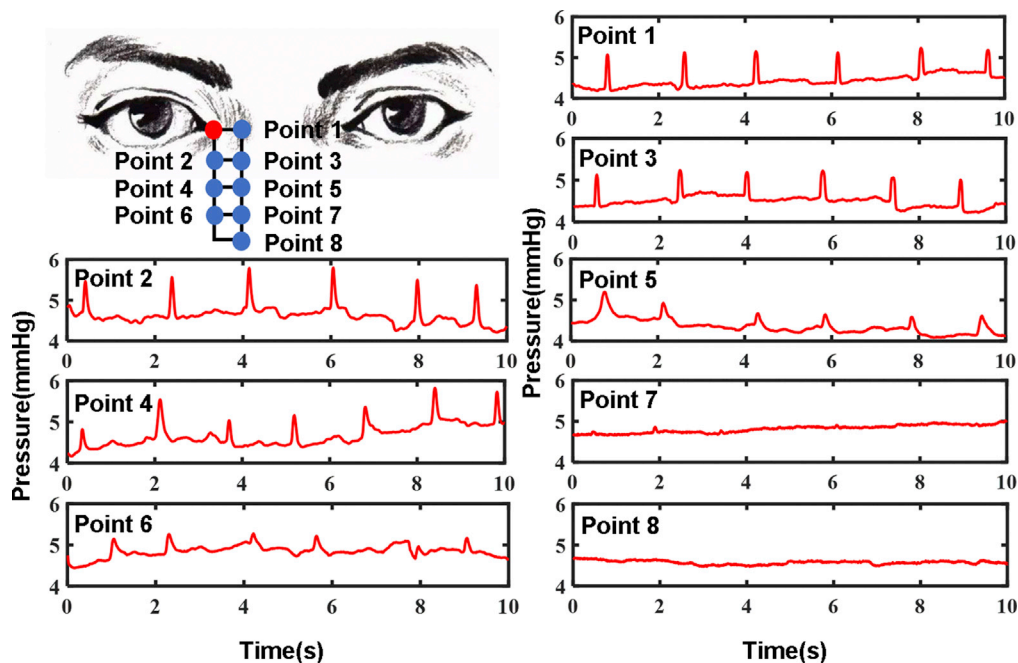 Point 1
Point 2 Point 3
Point 4 Point 5
Point 6 Point 7
Point 8
Pressure(mmHg)
6
5
4
Point 2
0 2 4 6 8 10
6
5
4
Point 4
0 2 4 6 8 10
6
5
4
Point 6
0 2 4 6 8 10
Time(s)
Pressure(mmHg)
6
5
4
Point 1
0 2 4 6 8 10
6
5
4
Point 3
0 2 4 6 8 10
6
5
4
Point 5
0 2 4 6 8 10
6
5
4
Point 7
0 2 4 6 8 10
6
5
4
Point 8
0 2 4 6 8 10
Time(s)